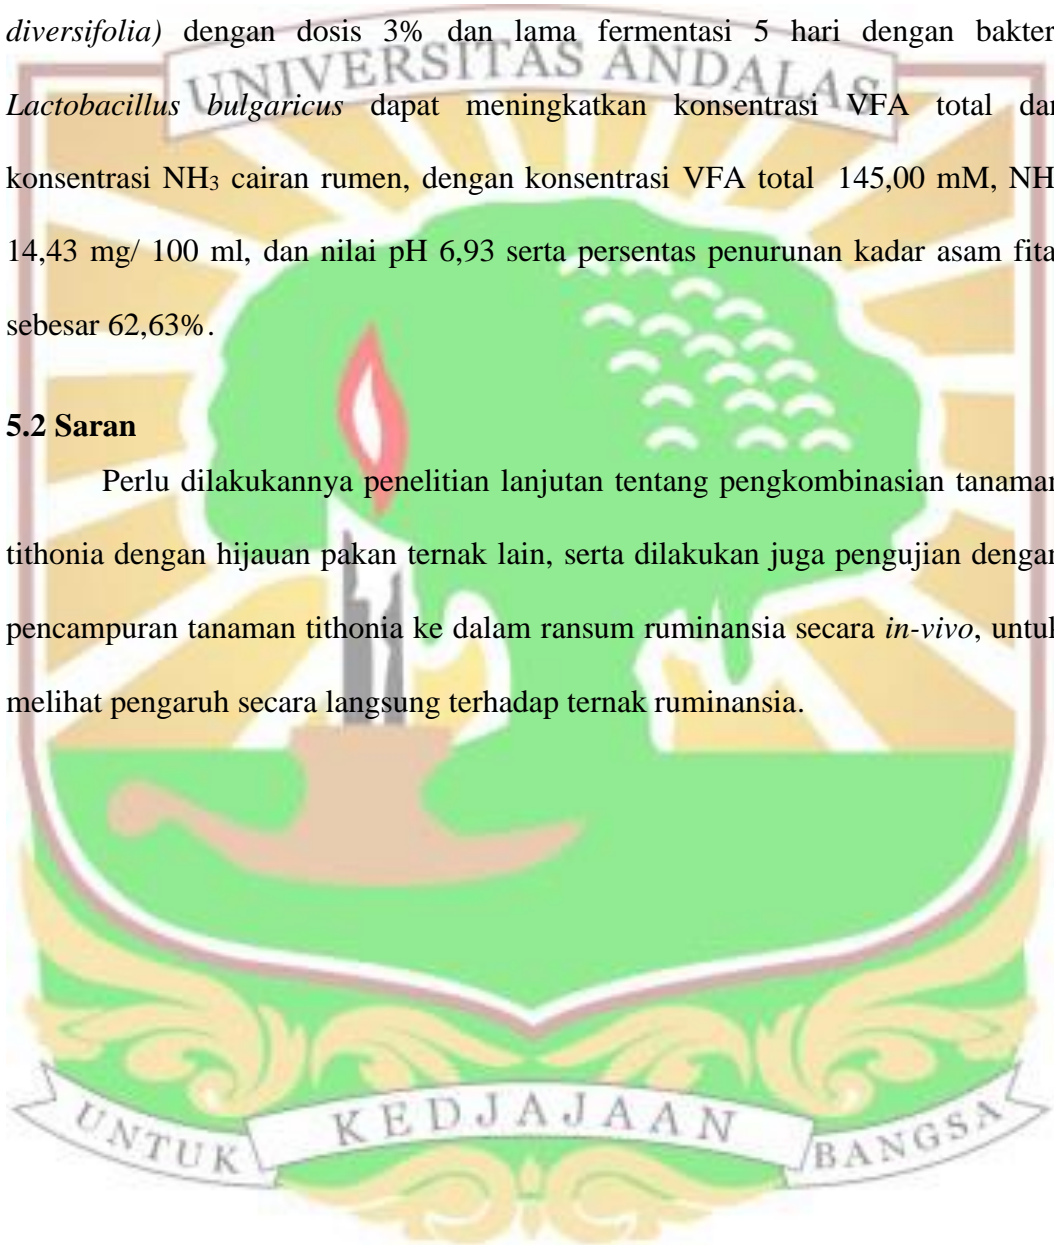 diversifolia) dengan dosis 3% dan lama fermentasi 5 hari dengan bakter
UNIVERSITAS ANDALAS
Lactobacillus bulgaricus dapat meningkatkan konsentrasi VFA total dan
konsentrasi NH₃ cairan rumen, dengan konsentrasi VFA total 145,00 mM, NH
14,43 mg/ 100 ml, dan nilai pH 6,93 serta persentas penurunan kadar asam fita
sebesar 62,63%.
5.2 Saran
Perlu dilakukannya penelitian lanjutan tentang pengkombinasian tanaman
tithonia dengan hijauan pakan ternak lain, serta dilakukan juga pengujian dengan
pencampuran tanaman tithonia ke dalam ransum ruminansia secara in-vivo, untuk
melihat pengaruh secara langsung terhadap ternak ruminansia.
UNTUK KEDJAJAAN BANGSA